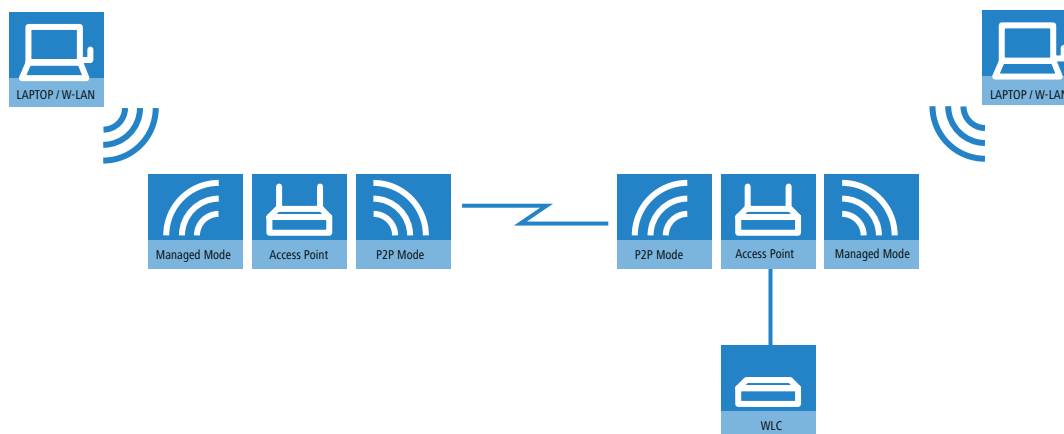 LAPTOP / W-LAN
LAPTOP / W-LAN
Managed Mode
Access Point
P2P Mode
P2P Mode
Access Point
Managed Mode
WLC